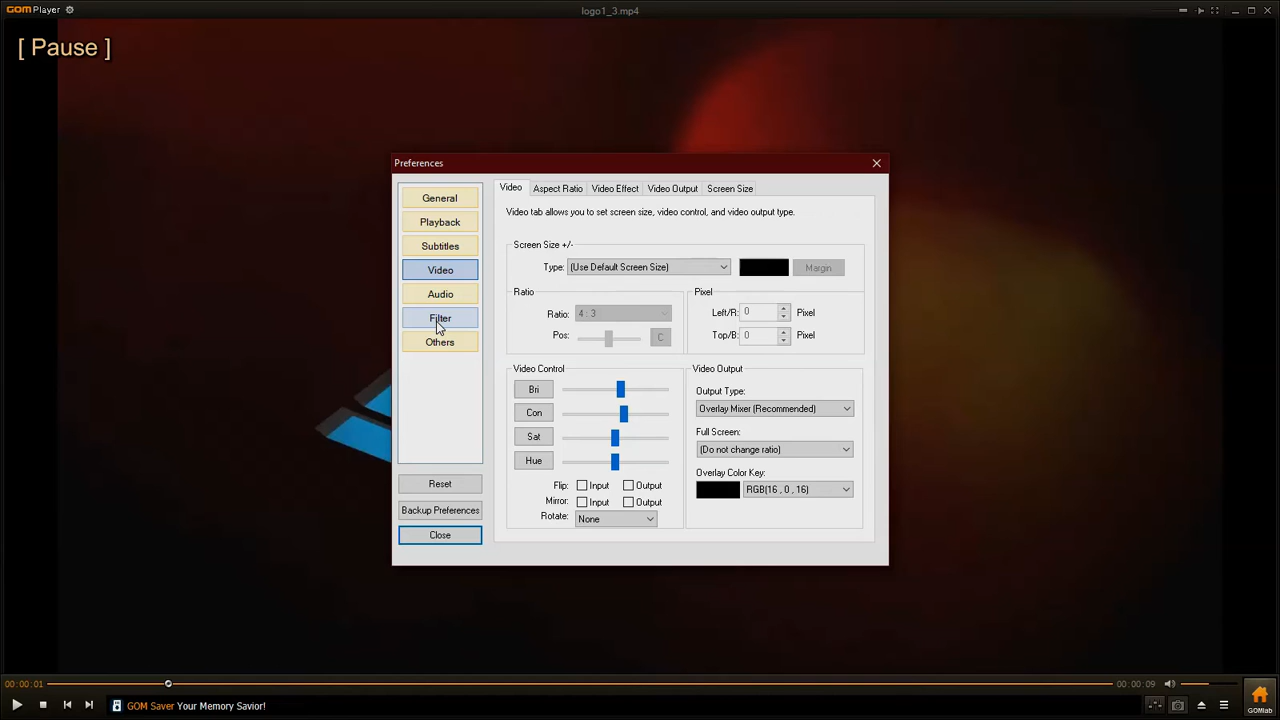 GOMPlayer
logo1_3.mp4
[ Pause ]
Preferences
General
Playback
Subtitles
Video
Audio
Filter
Others
Reset
Backup Preferences
Close
Video Aspect Ratio Video Effect Video Output Screen Size
Video tab allows you to set screen size, video control, and video output type.
Screen Size +/-
Type: (Use Default Screen Size) Margin
Ratio
Ratio: 4 : 3
Pos: C
Pixel
Left/R: 0 Pixel
Top/B: 0 Pixel
Video Control
Bri
Con
Sat
Hue
Flip: Input Output
Mirror: Input Output
Rotate: None
Video Output
Output Type:
Overlay Mixer (Recommended)
Full Screen:
(Do not change ratio)
Overlay Color Key:
RGB(16 , 0 , 16)
00:00:01
00:00:09
GOM Saver Your Memory Savior!
GOMlab